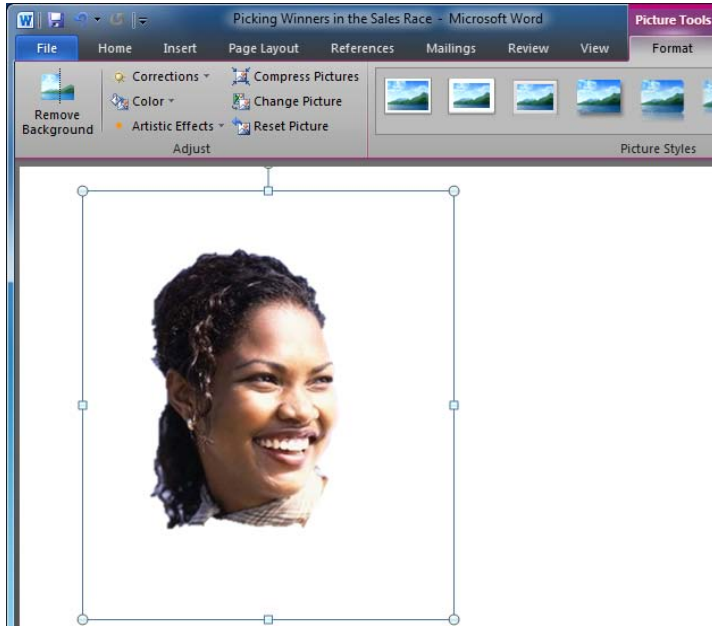 Picking Winners in the Sales Race - Microsoft Word
Picture Tools
File Home Insert Page Layout References Mailings Review View Format
Remove Background
Corrections
Color
Artistic Effects
Compress Pictures
Change Picture
Reset Picture
Adjust
Picture Styles